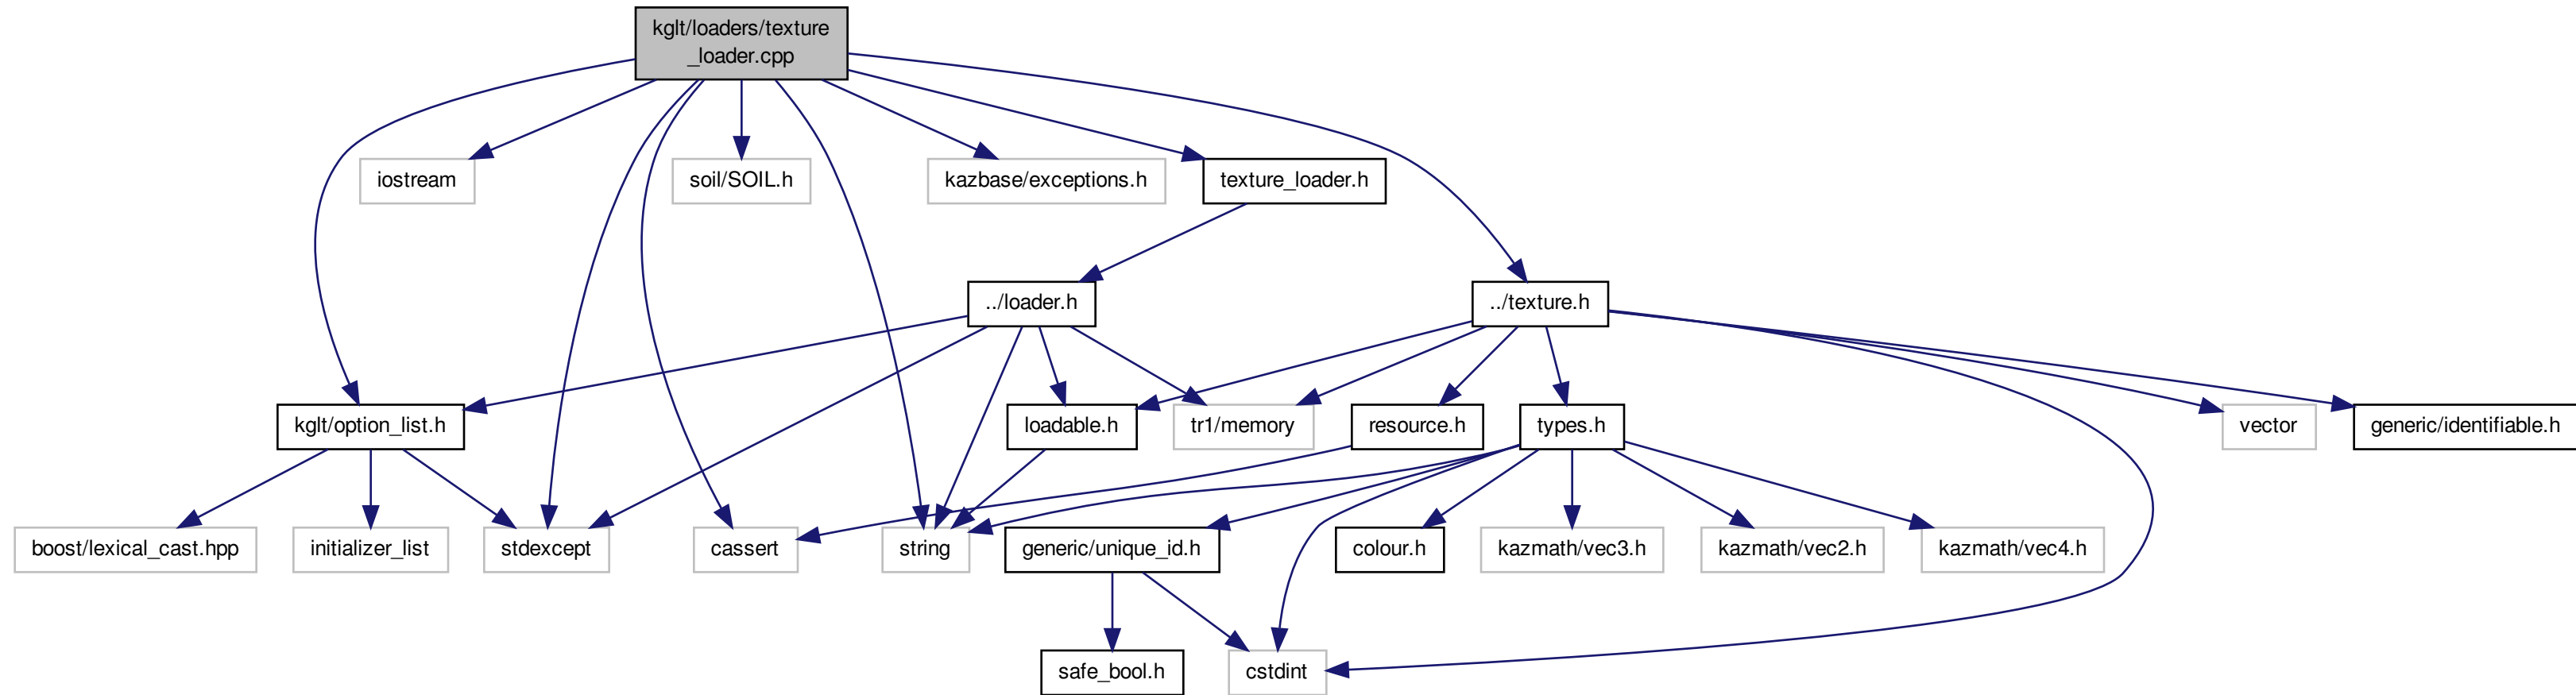 kglt/loaders/texture
_loader.cpp
iostream
soil/SOIL.h
kazbase/exceptions.h
texture_loader.h
../loader.h
../texture.h
kglt/option_list.h
loadable.h
tr1/memory
resource.h
types.h
vector
generic/identifiable.h
boost/lexical_cast.hpp
initializer_list
stdexcept
cassert
string
generic/unique_id.h
colour.h
kazmath/vec3.h
kazmath/vec2.h
kazmath/vec4.h
safe_bool.h
cstdint